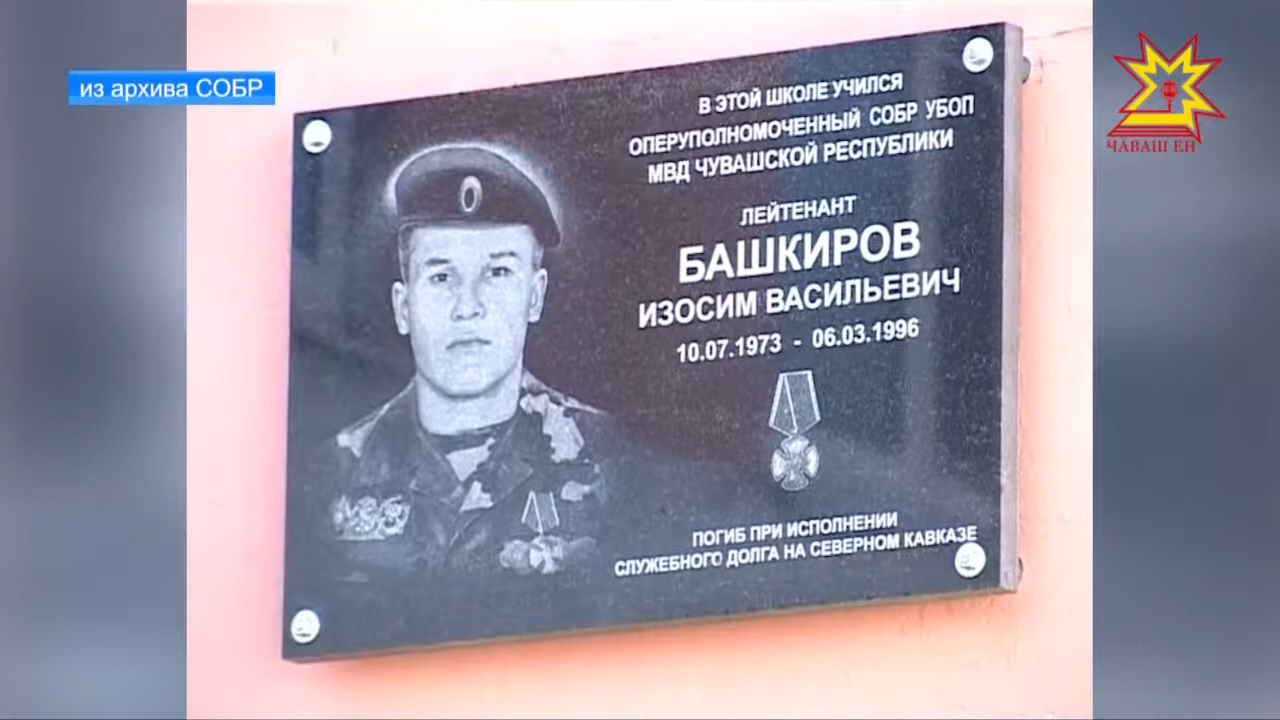 из архива СОБР
ЧӐВАШ ЕН
В ЭТОЙ ШКОЛЕ УЧИЛСЯ
ОПЕРУПОЛНОМОЧЕННЫЙ СОБР УБОП
МВД ЧУВАШСКОЙ РЕСПУБЛИКИ
ЛЕЙТЕНАНТ
БАШКИРОВ
ИЗОСИМ ВАСИЛЬЕВИЧ
10.07.1973 - 06.03.1996
ПОГИБ ПРИ ИСПОЛНЕНИИ
СЛУЖЕБНОГО ДОЛГА НА СЕВЕРНОМ КАВКАЗЕ